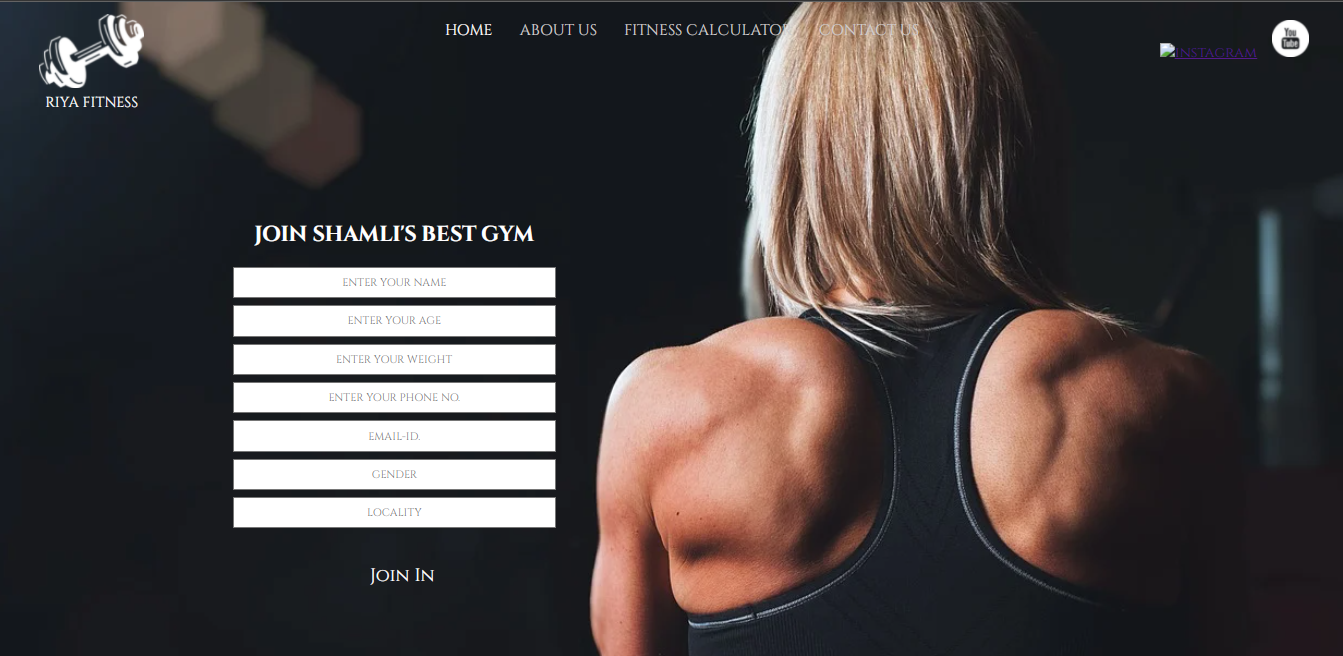 HOME ABOUT US FITNESS CALCULATOR CONTACT US
You
Tube
INSTAGRAM
RIYA FITNESS
JOIN SHAMLI'S BEST GYM
ENTER YOUR NAME
ENTER YOUR AGE
ENTER YOUR WEIGHT
ENTER YOUR PHONE NO.
EMAIL-ID.
GENDER
LOCALITY
Join In